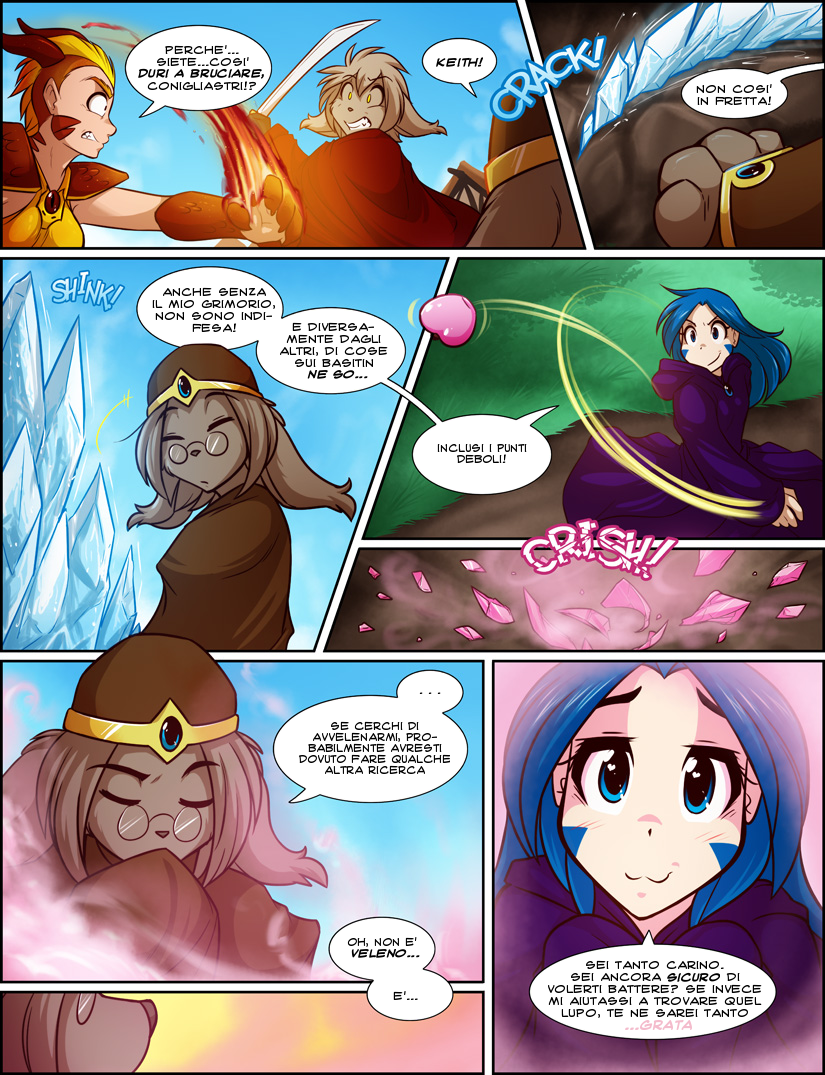 PERCHE'...
SIETE...COSI'
DURI A BRUCIARE,
CONIGLIASTRI!?
KEITH!
CRACK!
NON COSI'
IN FRETTA!
SHINK!
ANCHE SENZA
IL MIO GRIMORIO,
NON SONO INDI-
FESA!
E DIVERSA-
MENTE DAGLI
ALTRI, DI COSE
SUI BASITIN
NE SO...
INCLUSI I PUNTI
DEBOLI!
CRISH!
...
SE CERCHI DI
AVVELENARMI, PRO-
BABILMENTE AVRESTI
DOVUTO FARE QUALCHE
ALTRA RICERCA
OH, NON E'
VELENO...
E'...
SEI TANTO CARINO.
SEI ANCORA SICURO DI
VOLERTI BATTERE? SE INVECE
MI AIUTASSI A TROVARE QUEL
LUPO, TE NE SAREI TANTO
...GRATA